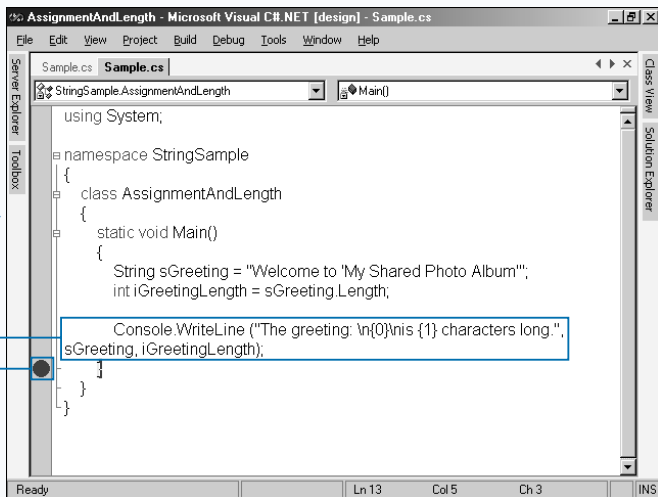 AssignmentAndLength - Microsoft Visual C#.NET [design] - Sample.cs
File Edit View Project Build Debug Tools Window Help
Sample.cs Sample.cs
StringSample.AssignmentAndLength Main()
Server Explorer
Toolbox
Class View
Solution Explorer
using System;
namespace StringSample
{
class AssignmentAndLength
{
static void Main()
{
String sGreeting = "Welcome to 'My Shared Photo Album'";
int iGreetingLength = sGreeting.Length;
Console.WriteLine ("The greeting: \n{0}\nis {1} characters long.",
sGreeting, iGreetingLength);
}
}
}
Ready Ln 13 Col 5 Ch 3 INS